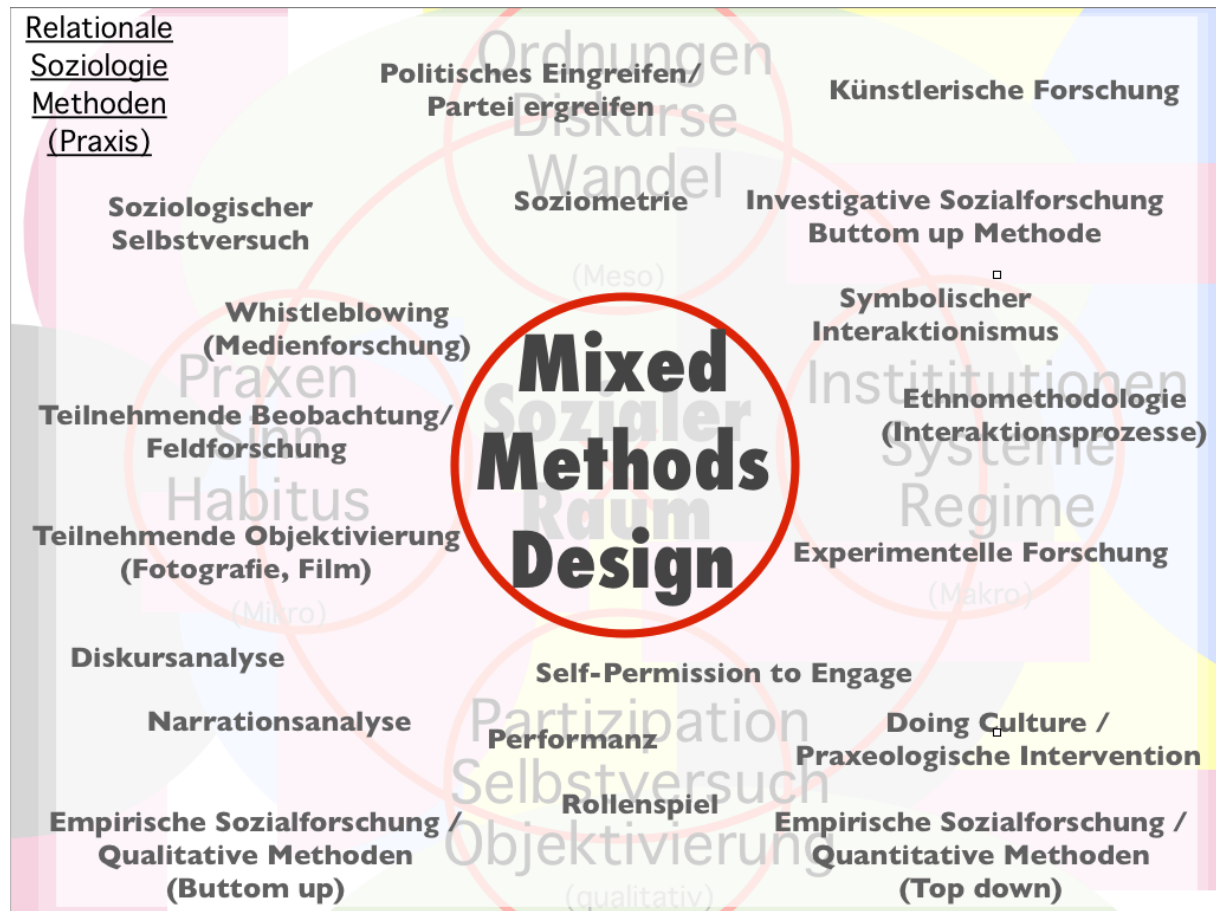 Relationale
Soziologie
Methoden
(Praxis)
Ordnungen
Diskurse
Wandel
(Meso)
Politisches Eingreifen/
Partei ergreifen
Künstlerische Forschung
Soziologischer
Selbstversuch
Soziometrie
Investigative Sozialforschung
Buttom up Methode
Whistleblowing
(Medienforschung)
Symbolischer
Interaktionismus
Praxen
Sinn
Habitus
(Mikro)
Teilnehmende Beobachtung/
Feldforschung
Mixed
Methods
Design
Sozialer
Raum
Instititutionen
Systeme
Regime
(Makro)
Ethnomethodologie
(Interaktionsprozesse)
Teilnehmende Objektivierung
(Fotografie, Film)
Experimentelle Forschung
Diskursanalyse
Self-Permission to Engage
Narrationsanalyse
Partizipation
Selbstversuch
Objektivierung
(qualitativ)
Performanz
Doing Culture /
Praxeologische Intervention
Rollenspiel
Empirische Sozialforschung /
Qualitative Methoden
(Buttom up)
Empirische Sozialforschung /
Quantitative Methoden
(Top down)